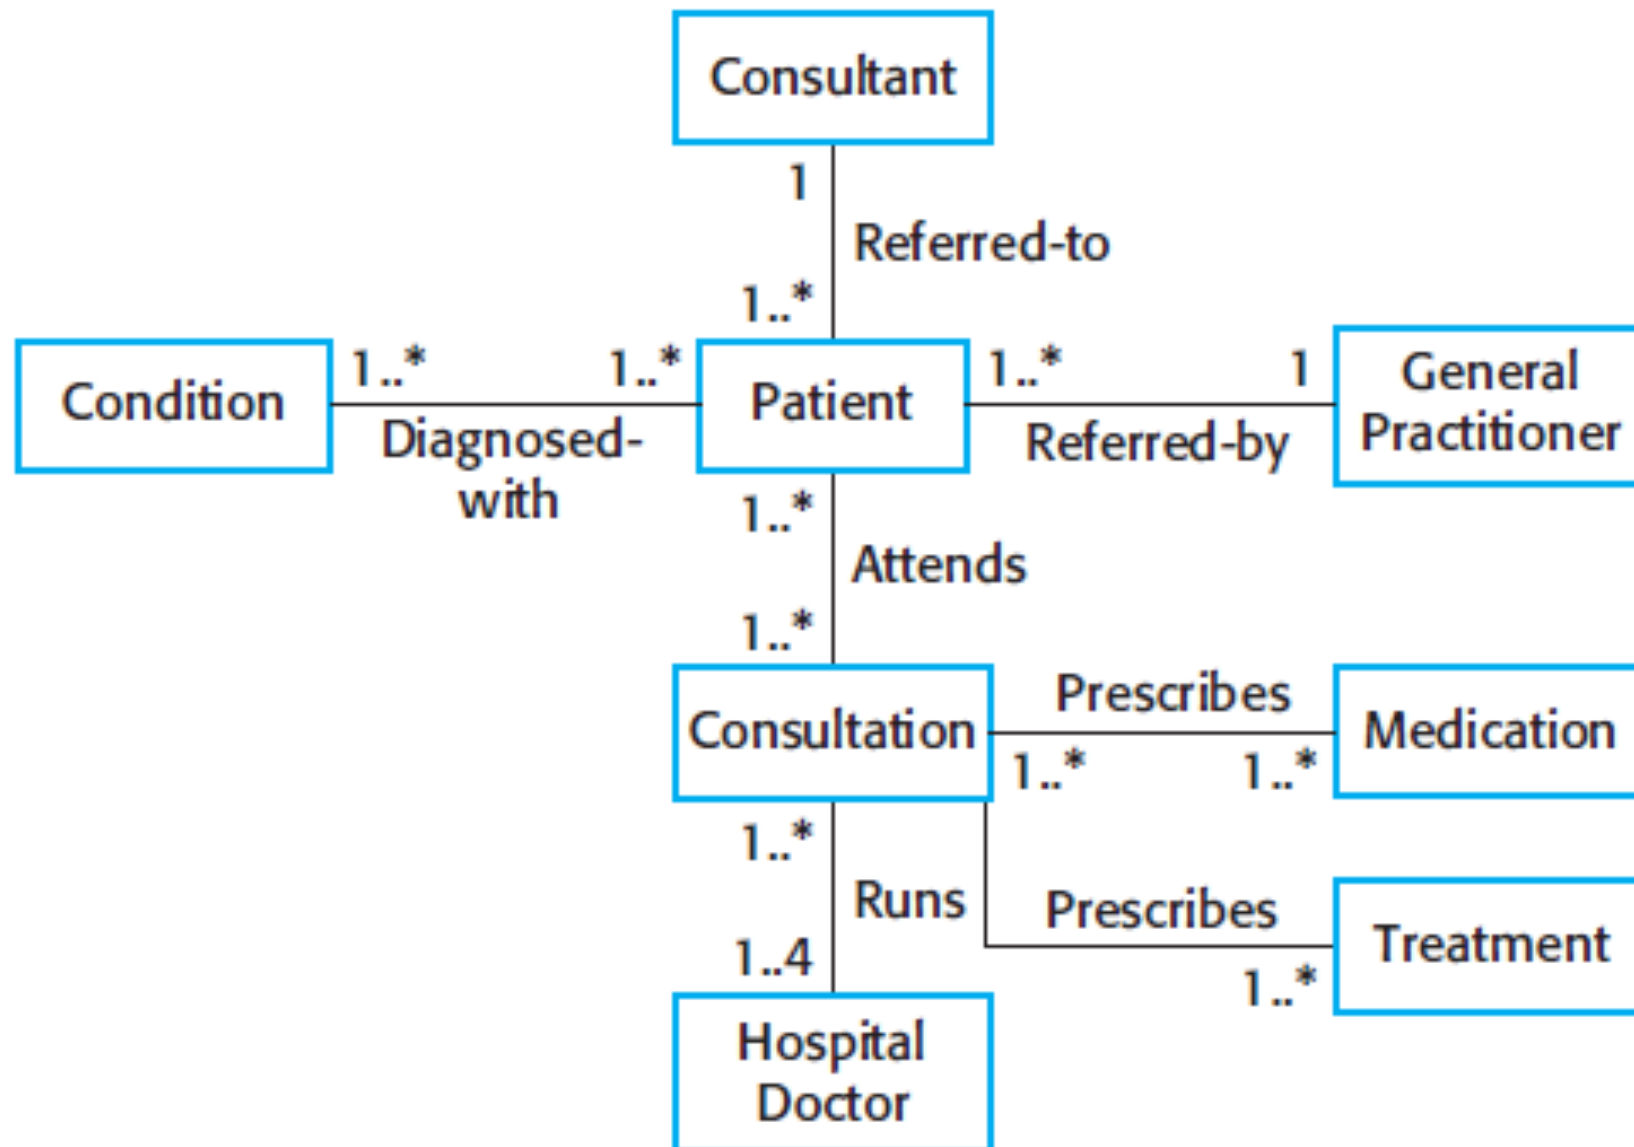 Consultant
1
Referred-to
1..*
Condition
1..*
Diagnosed-
with
1..*
Patient
1..*
Referred-by
1
General
Practitioner
1..*
Attends
1..*
Consultation
Prescribes
1..*
1..*
Medication
1..*
Runs
1..4
Prescribes
1..*
Treatment
Hospital
Doctor